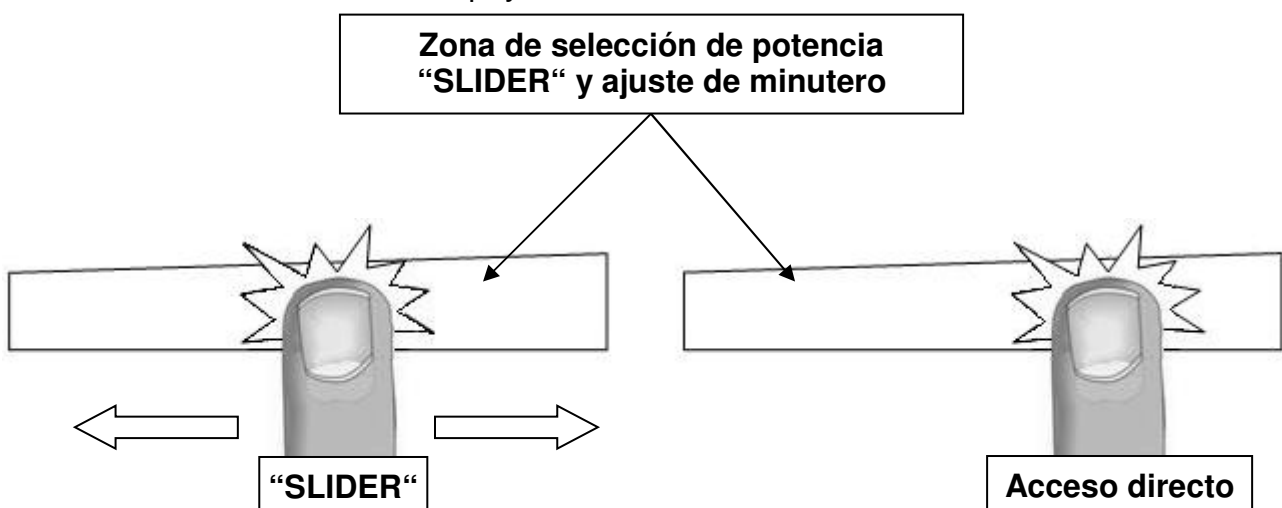 Zona de selección de potencia
“SLIDER“ y ajuste de minutero
“SLIDER“
Acceso directo